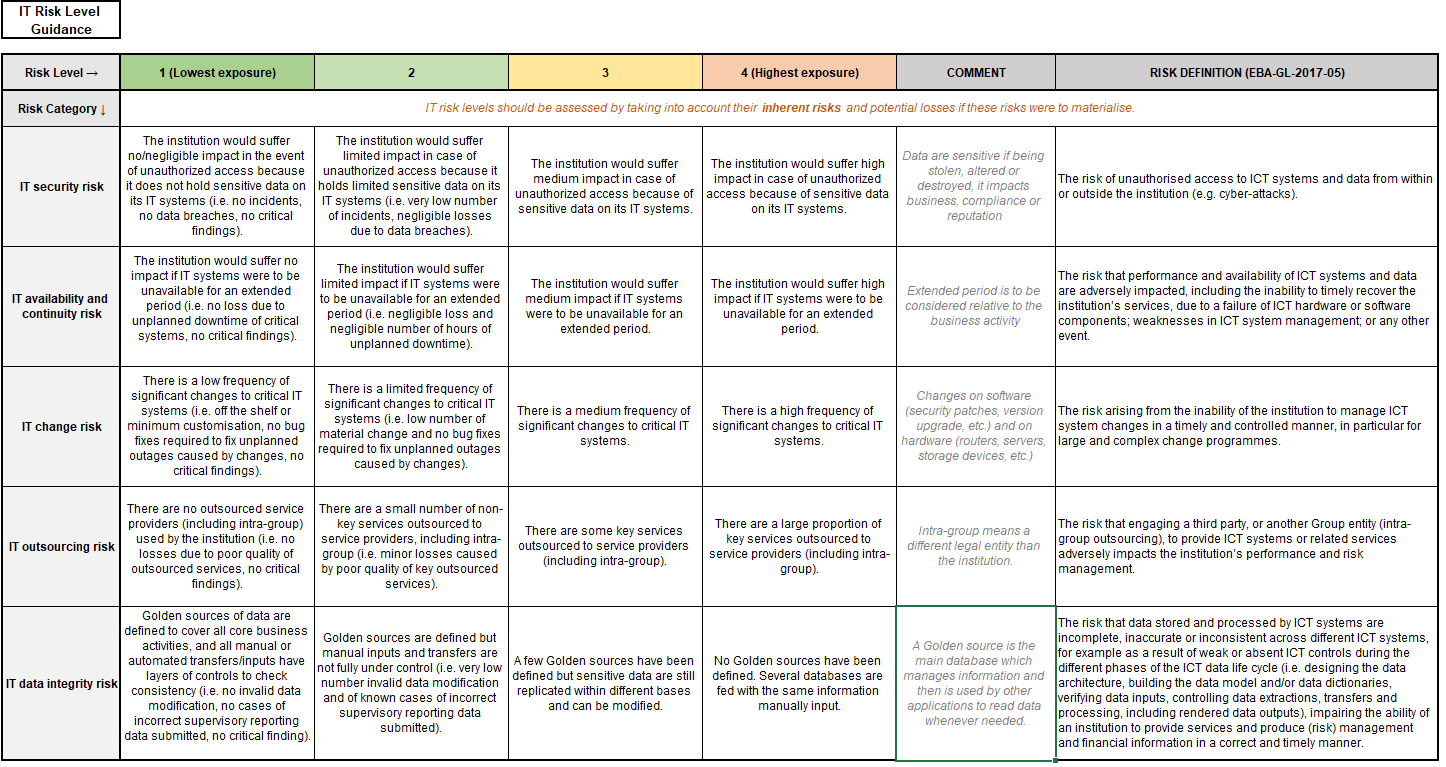 IT Risk Level
Guidance
Risk Level →
1 (Lowest exposure)
2
3
4 (Highest exposure)
COMMENT
RISK DEFINITION (EBA-GL-2017-05)
Risk Category ↓
IT risk levels should be assessed by taking into account their inherent risks and potential losses if these risks were to materialise.
IT security risk
The institution would suffer
no/negligible impact in the event
of unauthorized access because
it does not hold sensitive data on
its IT systems (i.e. no incidents,
no data breaches, no critical
findings).
The institution would suffer
limited impact in case of
unauthorized access because it
holds limited sensitive data on its
IT systems (i.e. very low number
of incidents, negligible losses
due to data breaches).
The institution would suffer
medium impact in case of
unauthorized access because of
sensitive data on its IT systems.
The institution would suffer high
impact in case of unauthorized
access because of sensitive data
on its IT systems.
Data are sensitive if being
stolen, altered or
destroyed, it impacts
business, compliance or
reputation
The risk of unauthorised access to ICT systems and data from within
or outside the institution (e.g. cyber-attacks).
IT availability and
continuity risk
The institution would suffer no
impact if IT systems were to be
unavailable for an extended
period (i.e. no loss due to
unplanned downtime of critical
systems, no critical findings).
The institution would suffer
limited impact if IT systems were
to be unavailable for an extended
period (i.e. negligible loss and
negligible number of hours of
unplanned downtime).
The institution would suffer
medium impact if IT systems
were to be unavailable for an
extended period.
The institution would suffer high
impact if IT systems were to be
unavailable for an extended
period.
Extended period is to be
considered relative to the
business activity
The risk that performance and availability of ICT systems and data
are adversely impacted, including the inability to timely recover the
institution's services, due to a failure of ICT hardware or software
components; weaknesses in ICT system management; or any other
event.
IT change risk
There is a low frequency of
significant changes to critical IT
systems (i.e. off the shelf or
minimum customisation, no bug
fixes required to fix unplanned
outages caused by changes, no
critical findings).
There is a limited frequency of
significant changes to critical IT
systems (i.e. low number of
material change and no bug fixes
required to fix unplanned outages
caused by changes).
There is a medium frequency of
significant changes to critical IT
systems.
There is a high frequency of
significant changes to critical IT
systems.
Changes on software
(security patches, version
upgrade, etc.) and on
hardware (routers, servers,
storage devices, etc.)
The risk arising from the inability of the institution to manage ICT
system changes in a timely and controlled manner, in particular for
large and complex change programmes.
IT outsourcing risk
There are no outsourced service
providers (including intra-group)
used by the institution (i.e. no
losses due to poor quality of
outsourced services, no critical
findings).
There are a small number of non-
key services outsourced to
service providers, including intra-
group (i.e. minor losses caused
by poor quality of key outsourced
services).
There are some key services
outsourced to service providers
(including intra-group).
There are a large proportion of
key services outsourced to
service providers (including intra-
group).
Intra-group means a
different legal entity than
the institution.
The risk that engaging a third party, or another Group entity (intra-
group outsourcing), to provide ICT systems or related services
adversely impacts the institution's performance and risk
management.
IT data integrity risk
Golden sources of data are
defined to cover all core business
activities, and all manual or
automated transfers/inputs have
layers of controls to check
consistency (i.e. no invalid data
modification, no cases of
incorrect supervisory reporting
data submitted, no critical finding).
Golden sources are defined but
manual inputs and transfers are
not fully under control (i.e. very low
number invalid data modification
and of known cases of incorrect
supervisory reporting data
submitted).
A few Golden sources have been
defined but sensitive data are still
replicated within different bases
and can be modified.
No Golden sources have been
defined. Several databases are
fed with the same information
manually input.
A Golden source is the
main database which
manages information and
then is used by other
applications to read data
whenever needed.
The risk that data stored and processed by ICT systems are
incomplete, inaccurate or inconsistent across different ICT systems,
for example as a result of weak or absent ICT controls during the
different phases of the ICT data life cycle (i.e. designing the data
architecture, building the data model and/or data dictionaries,
verifying data inputs, controlling data extractions, transfers and
processing, including rendered data outputs), impairing the ability of
an institution to provide services and produce (risk) management
and financial information in a correct and timely manner.